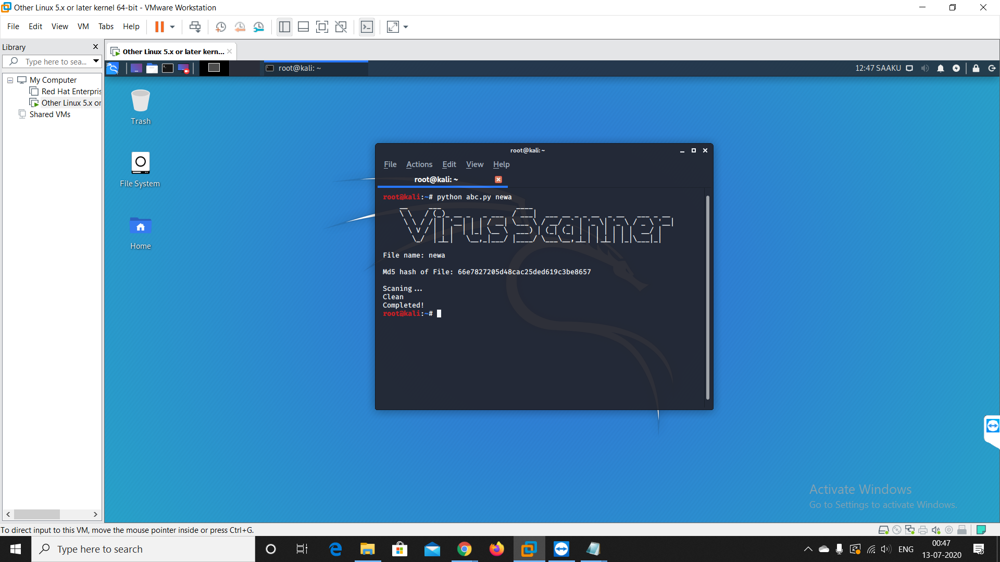 Other Linux 5.x or later kernel 64-bit - VMware Workstation
File Edit View VM Tabs Help
Library
Type here to sea...
My Computer
Red Hat Enterpris
Other Linux 5.x or
Shared VMs
Other Linux 5.x or later kern...
root@kali: ~
12:47 SAAKU
Trash
File System
Home
root@kali: ~
File Actions Edit View Help
root@kali: ~
root@kali:~# python abc.py newa
VirusScanner
File name: newa
Md5 hash of File: 66e7827205d48cac25ded619c3be8657
Scaning...
Clean
Completed!
root@kali:~#
Activate Windows
Go to Settings to activate Windows.
To direct input to this VM, move the mouse pointer inside or press Ctrl+G.
Type here to search
ENG
00:47
13-07-2020